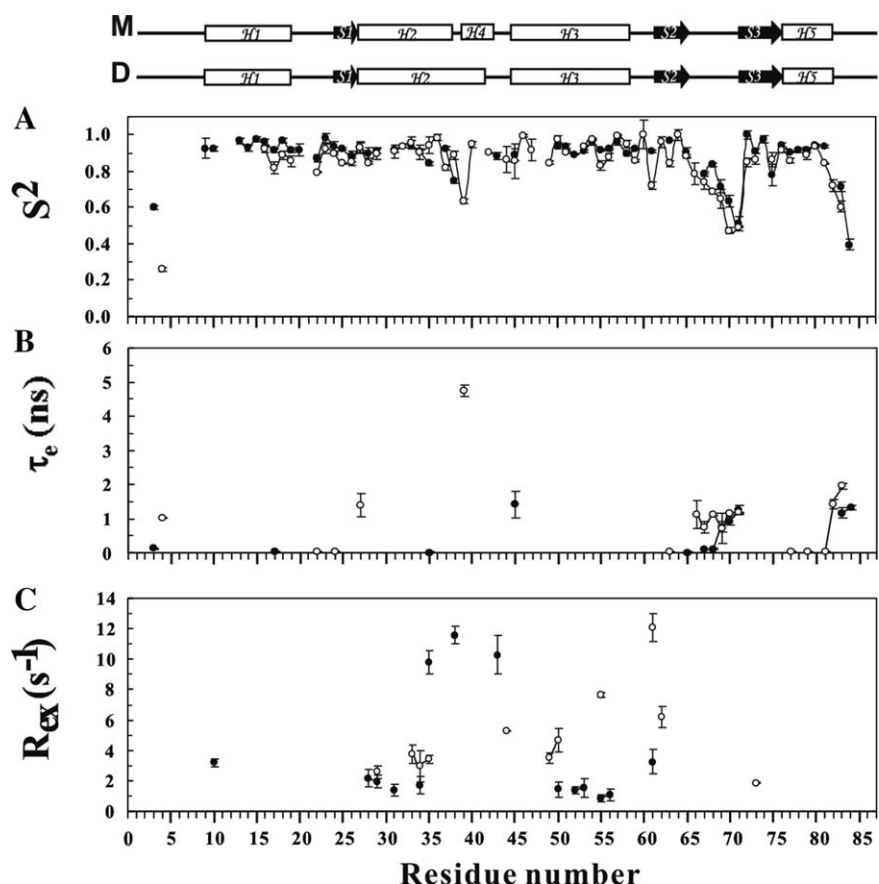 M H1 S1 H2 H4 H3 S2 S3 H5
D H1 S1 H2 H3 S2 S3 H5
A
S²
1.0
0.8
0.6
0.4
0.2
0.0
B
τe (ns)
6
5
4
3
2
1
0
C
Rex(s⁻¹)
14
12
10
8
6
4
2
0
0 5 10 15 20 25 30 35 40 45 50 55 60 65 70 75 80 85
Residue number